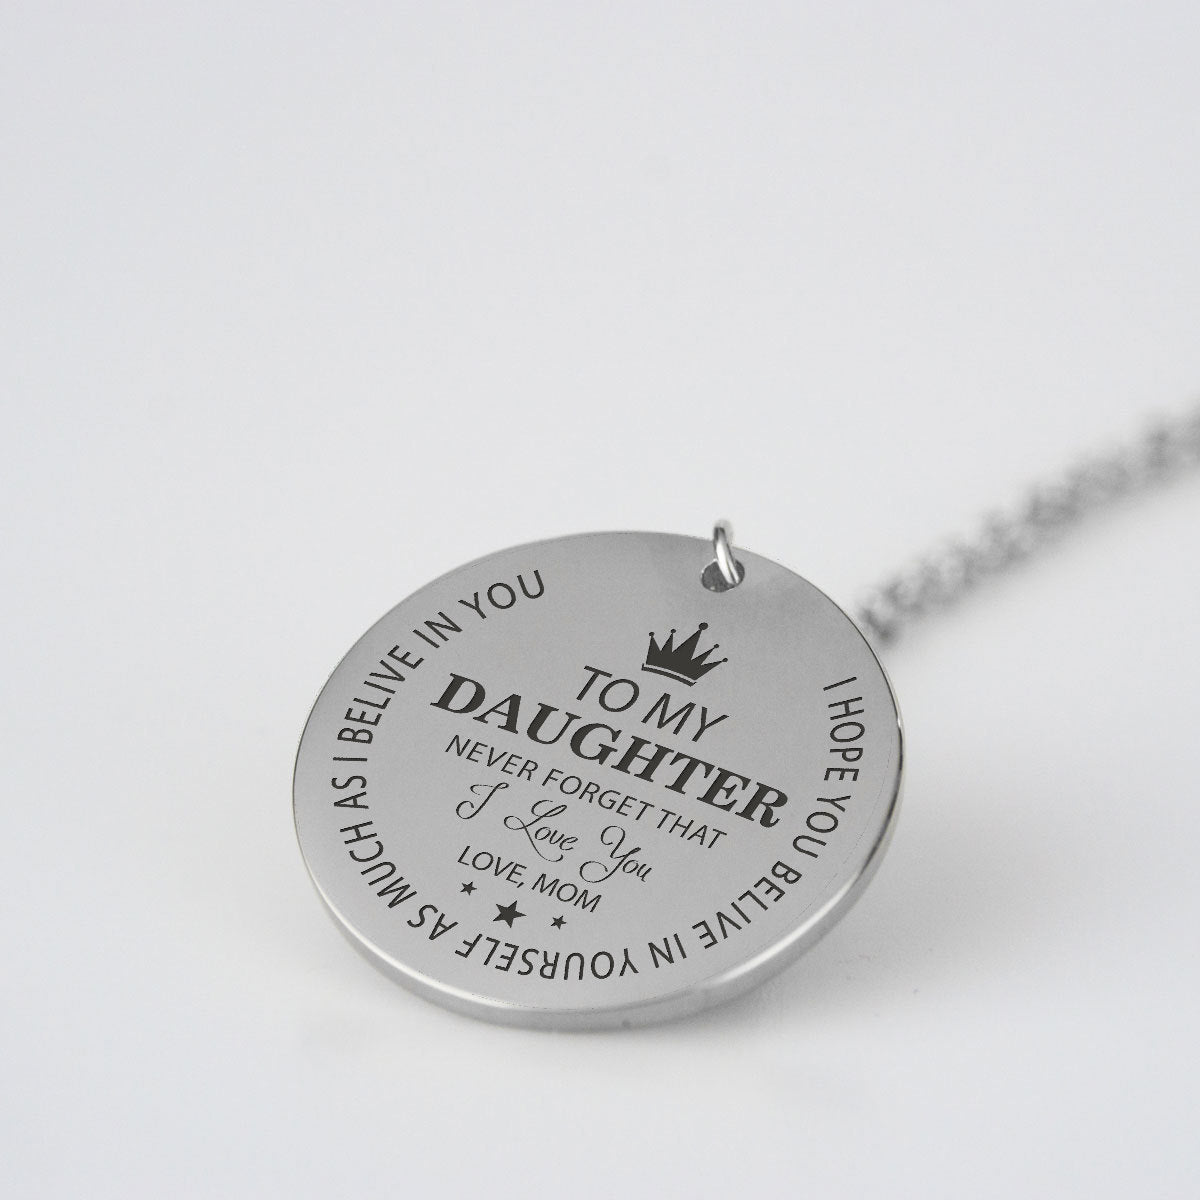 TO MY
DAUGHTER
NEVER FORGET THAT
I Love You
LOVE, MOM
I HOPE YOU BELIVE IN YOURSELF AS MUCH AS I BELIVE IN YOU